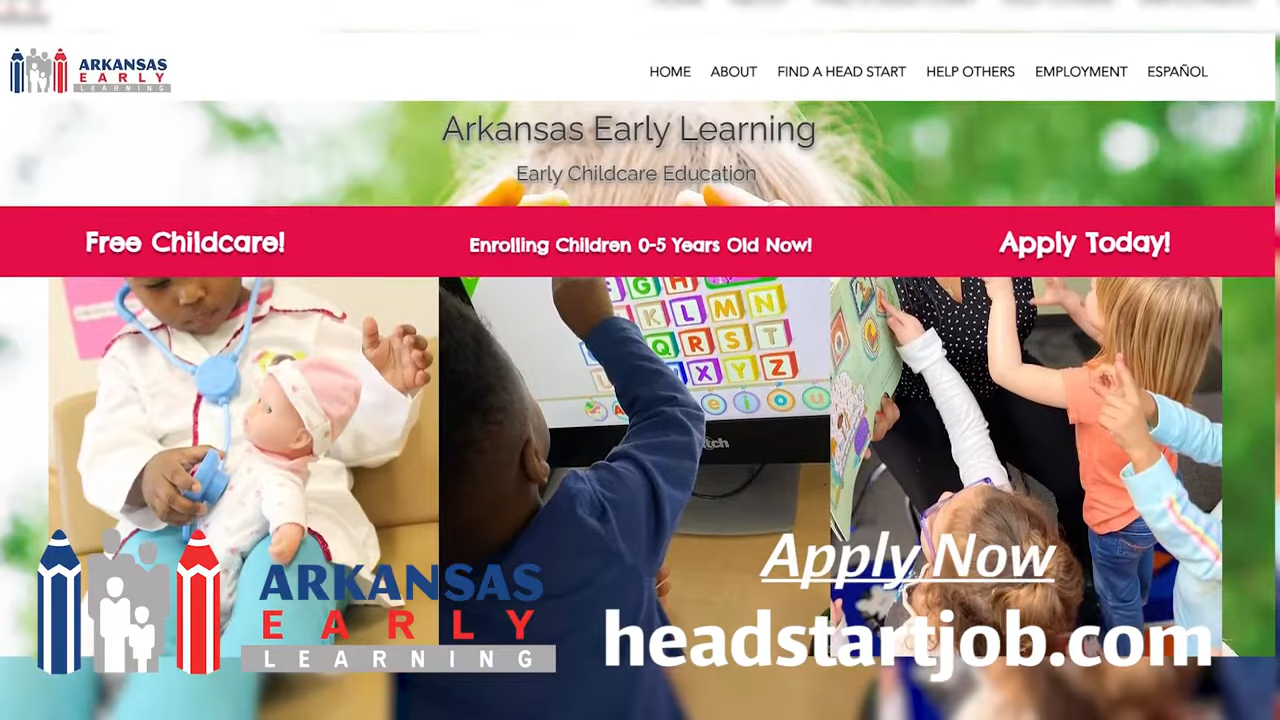 ARKANSAS
EARLY
LEARNING
HOME ABOUT FIND A HEAD START HELP OTHERS EMPLOYMENT ESPAÑOL
Arkansas Early Learning
Early Childcare Education
Free Childcare! Enrolling Children 0-5 Years Old Now! Apply Today!
G H
K L M N
Q R S T
X Y Z
e i o u
Apply Now
headstartjob.com
ARKANSAS
EARLY
LEARNING